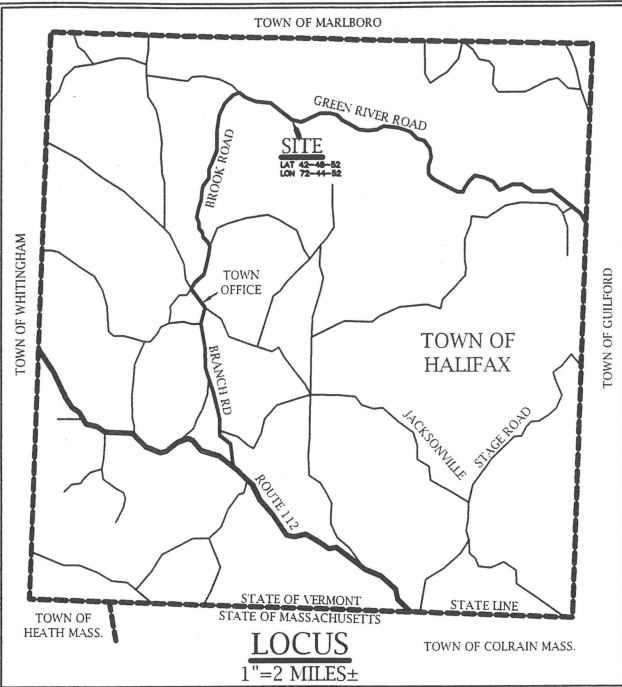 TOWN OF MARLBORO
GREEN RIVER ROAD
SITE
LAT 42-48-52
LON 72-44-52
BROOK ROAD
TOWN OF WHITINGHAM
TOWN
OFFICE
TOWN OF
HALIFAX
TOWN OF GUILFORD
BRANCH RD
JACKSONVILLE
STAGE ROAD
ROUTE 112
STATE OF VERMONT
STATE OF MASSACHUSETTS
STATE LINE
TOWN OF
HEATH MASS.
LOCUS
1"=2 MILES±
TOWN OF COLRAIN MASS.